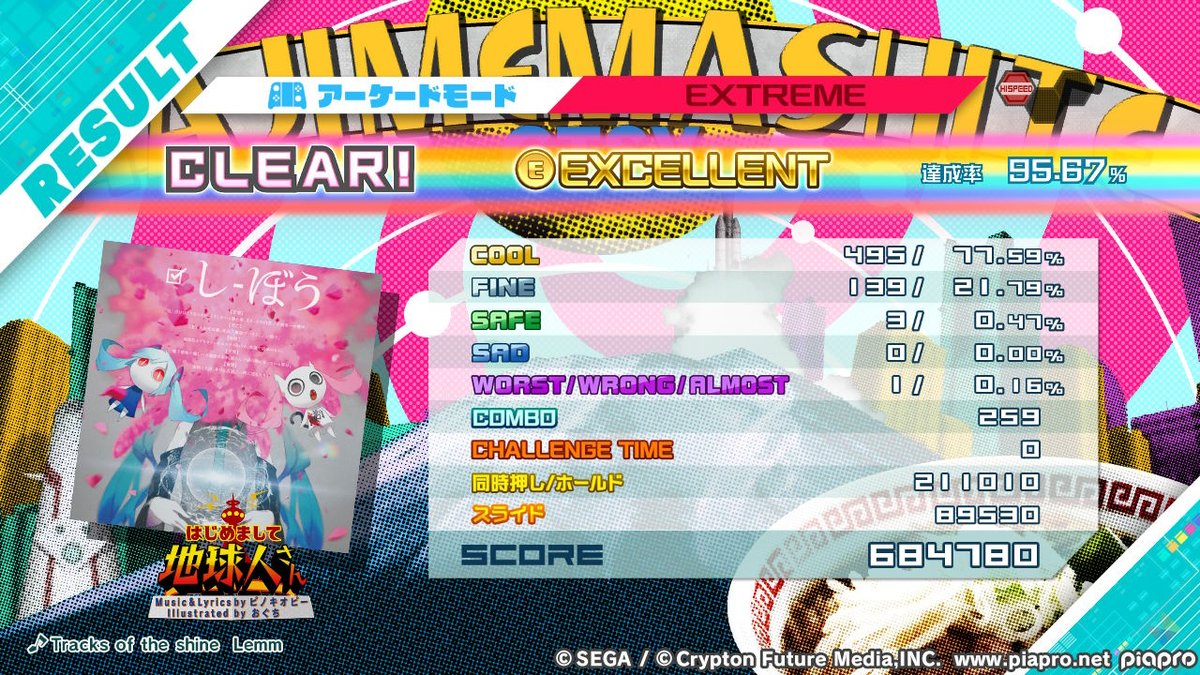 AJIMEMASHIT
RESULT
アーケードモード
EXTREME
HISPEED
CLEAR!
E EXCELLENT
達成率 95.67%
COOL 495/ 77.59%
FINE 139/ 21.79%
SAFE 3/ 0.47%
SAD 0/ 0.00%
WORST/WRONG/ALMOST 1/ 0.16%
COMBO 259
CHALLENGE TIME 0
同時押し/ホールド 211010
スライド 89530
SCORE 684780
し-ぼう
はじめまして
地球人さん
Music&Lyrics by ピノキオピー
Illustrated by おぐち
Tracks of the shine Lemm
© SEGA / © Crypton Future Media,INC. www.piapro.net piapro